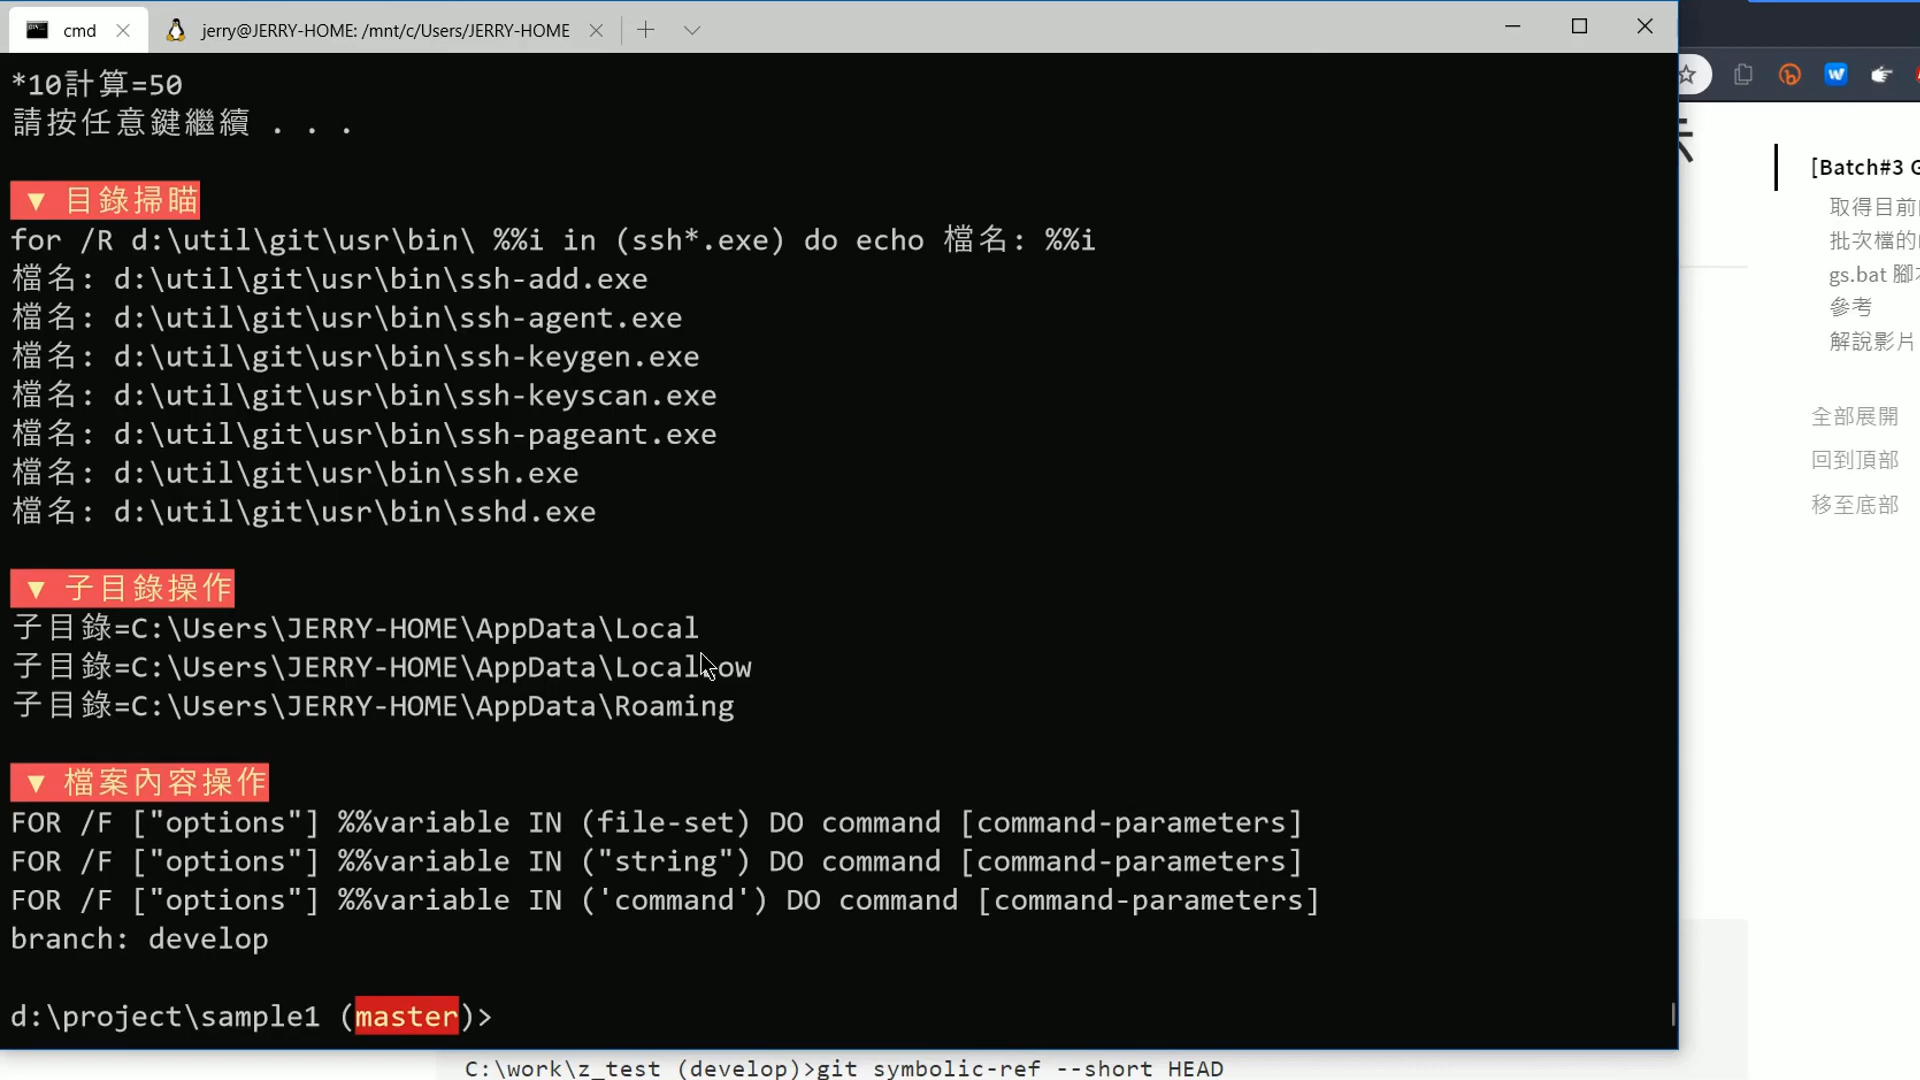 cmd
jerry@JERRY-HOME: /mnt/c/Users/JERRY-HOME
*10計算=50
請按任意鍵繼續 . . .
▼ 目錄掃瞄
for /R d:\util\git\usr\bin\ %%i in (ssh*.exe) do echo 檔名: %%i
檔名: d:\util\git\usr\bin\ssh-add.exe
檔名: d:\util\git\usr\bin\ssh-agent.exe
檔名: d:\util\git\usr\bin\ssh-keygen.exe
檔名: d:\util\git\usr\bin\ssh-keyscan.exe
檔名: d:\util\git\usr\bin\ssh-pageant.exe
檔名: d:\util\git\usr\bin\ssh.exe
檔名: d:\util\git\usr\bin\sshd.exe
▼ 子目錄操作
子目錄=C:\Users\JERRY-HOME\AppData\Local
子目錄=C:\Users\JERRY-HOME\AppData\LocalLow
子目錄=C:\Users\JERRY-HOME\AppData\Roaming
▼ 檔案內容操作
FOR /F ["options"] %%variable IN (file-set) DO command [command-parameters]
FOR /F ["options"] %%variable IN ("string") DO command [command-parameters]
FOR /F ["options"] %%variable IN ('command') DO command [command-parameters]
branch: develop
d:\project\sample1 (master)>
C:\work\z_test (develop)>git symbolic-ref --short HEAD
[Batch#3 G
取得目前
批次檔的
gs.bat 腳
參考
解說影片
全部展開
回到頂部
移至底部